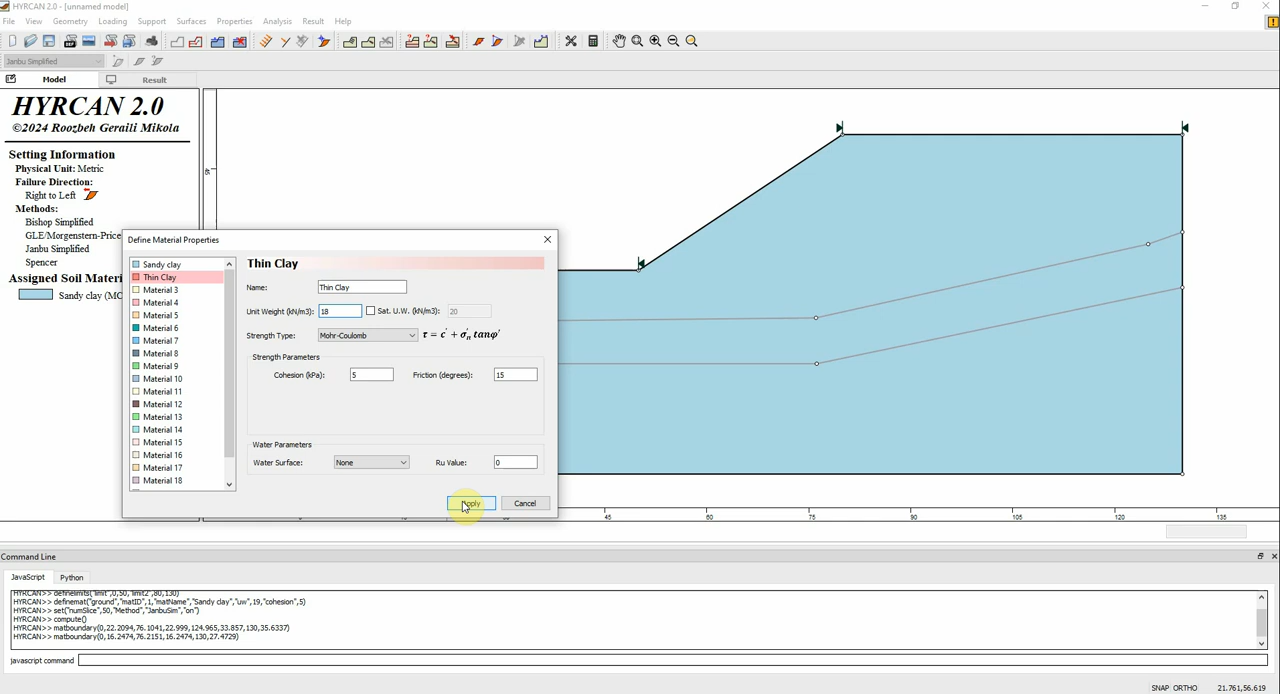 HYRCAN 2.0 - [unnamed model]
File View Geometry Loading Support Surfaces Properties Analysis Result Help
Janbu Simplified
Model Result
HYRCAN 2.0
©2024 Roozbeh Geraili Mikola
Setting Information
Physical Unit: Metric
Failure Direction:
Right to Left
Methods:
Bishop Simplified
GLE/Morgenstern-Price
Janbu Simplified
Spencer
Assigned Soil Materi
Sandy clay (MC
45
Define Material Properties
Sandy clay
Thin Clay
Material 3
Material 4
Material 5
Material 6
Material 7
Material 8
Material 9
Material 10
Material 11
Material 12
Material 13
Material 14
Material 15
Material 16
Material 17
Material 18
Thin Clay
Name: Thin Clay
Unit Weight (kN/m3): 18 Sat. U.W. (kN/m3): 20
Strength Type: Mohr-Coulomb τ = c' + σ'n tanφ'
Strength Parameters
Cohesion (kPa): 5 Friction (degrees): 15
Water Parameters
Water Surface: None Ru Value: 0
Apply Cancel
45 60 75 90 105 120 135
Command Line
JavaScript Python
HYRCAN>> definelimits("limit",0,50,"limit2",80,130)
HYRCAN>> definemat("ground","matID",1,"matName","Sandy clay","uw",19,"cohesion",5)
HYRCAN>> set("numSlice",50,"Method","JanbuSim","on")
HYRCAN>> compute()
HYRCAN>> matboundary(0,22.2094,76.1041,22.999,124.965,33.857,130,35.6337)
HYRCAN>> matboundary(0,16.2474,76.2151,16.2474,130,27.4729)
javascript command
SNAP ORTHO 21.761,56.619